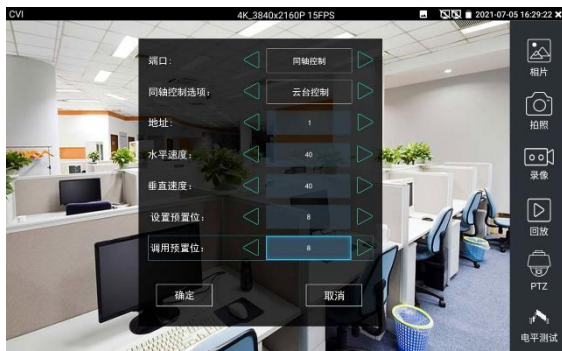 CVI 4K_3840x2160P 15FPS 2021-07-05 16:29:22
端口: 同轴控制
同轴控制选项: 云台控制
地址: 1
水平速度: 40
垂直速度: 40
设置预置位: 8
调用预置位: 8
确定 取消
相片
拍照
录像
回放
PTZ
电平测试